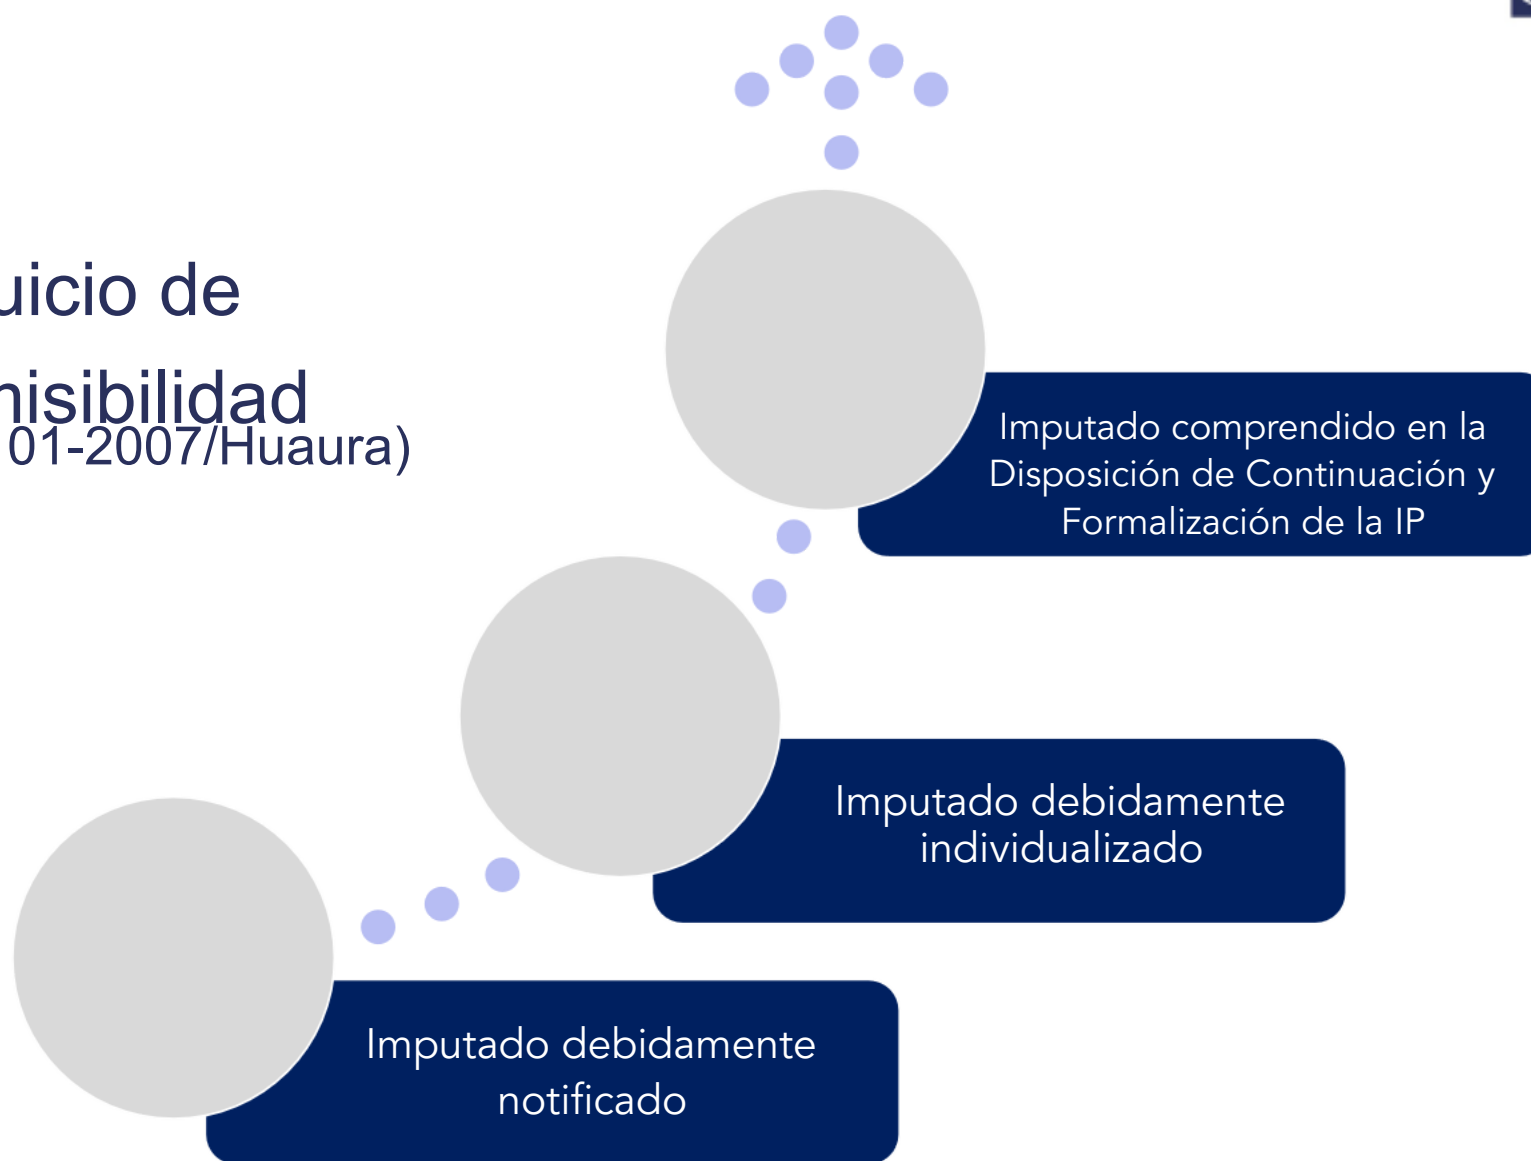 uicio de
nisibilidad
01-2007/Huaura)
Imputado comprendido en la
Disposición de Continuación y
Formalización de la IP
Imputado debidamente
individualizado
Imputado debidamente
notificado